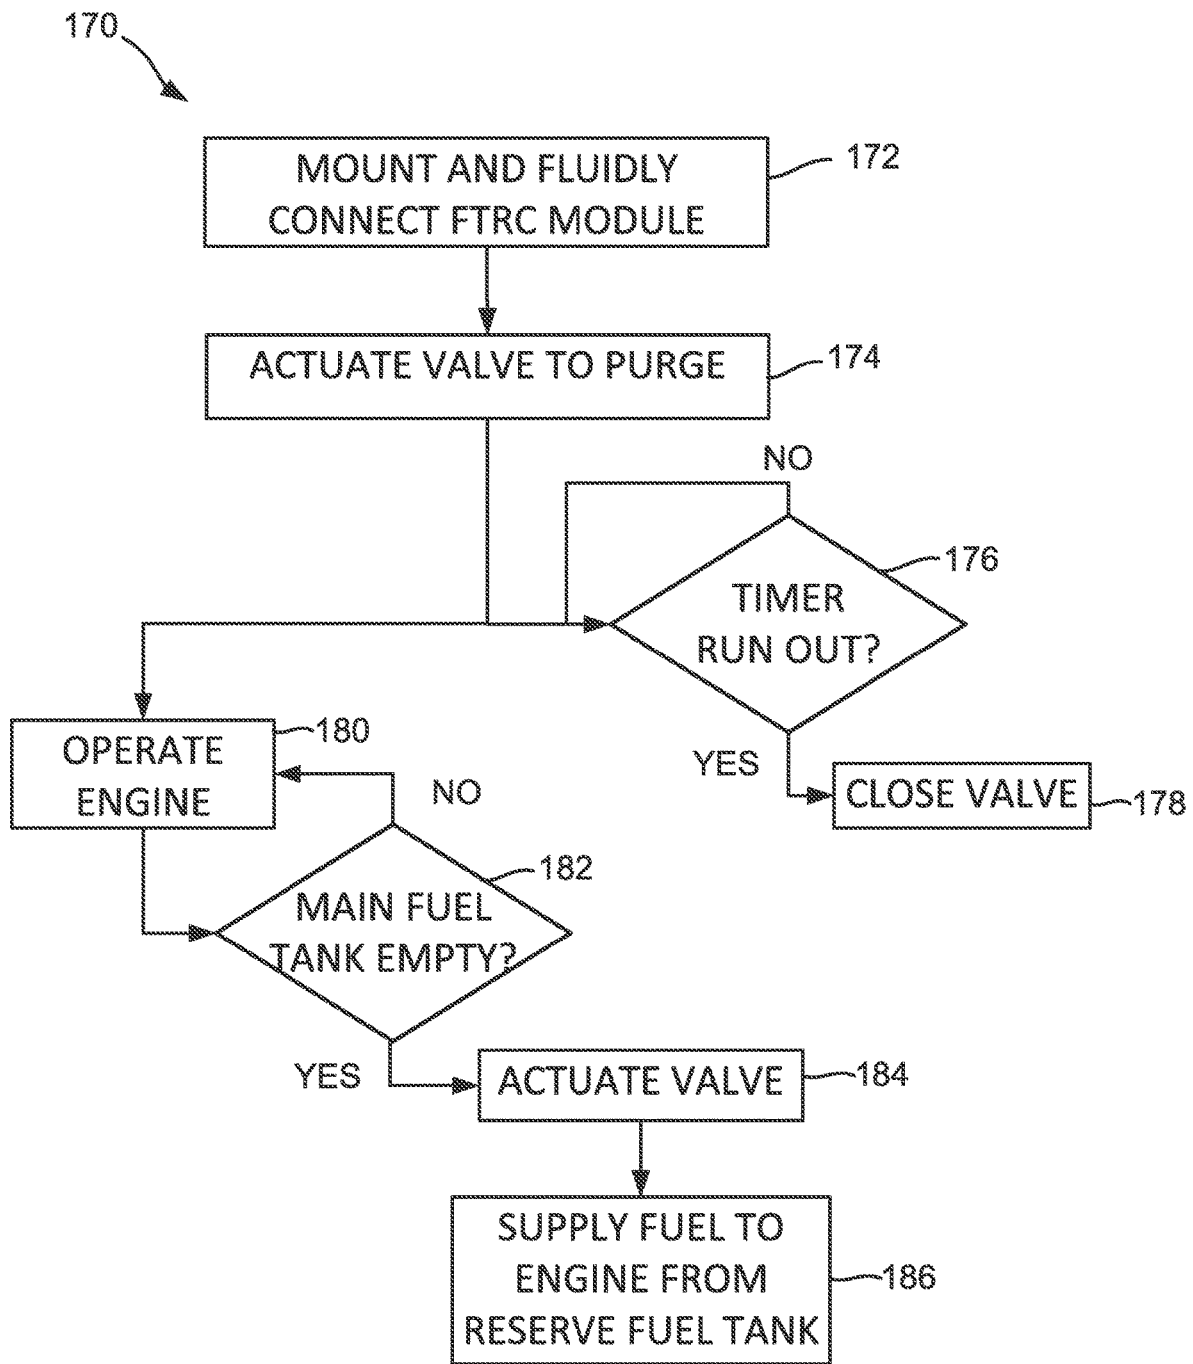 170
MOUNT AND FLUIDLY
CONNECT FTRC MODULE
172
ACTUATE VALVE TO PURGE
174
NO
TIMER
RUN OUT?
176
YES
CLOSE VALVE
178
OPERATE
ENGINE
180
NO
MAIN FUEL
TANK EMPTY?
182
YES
ACTUATE VALVE
184
SUPPLY FUEL TO
ENGINE FROM
RESERVE FUEL TANK
186